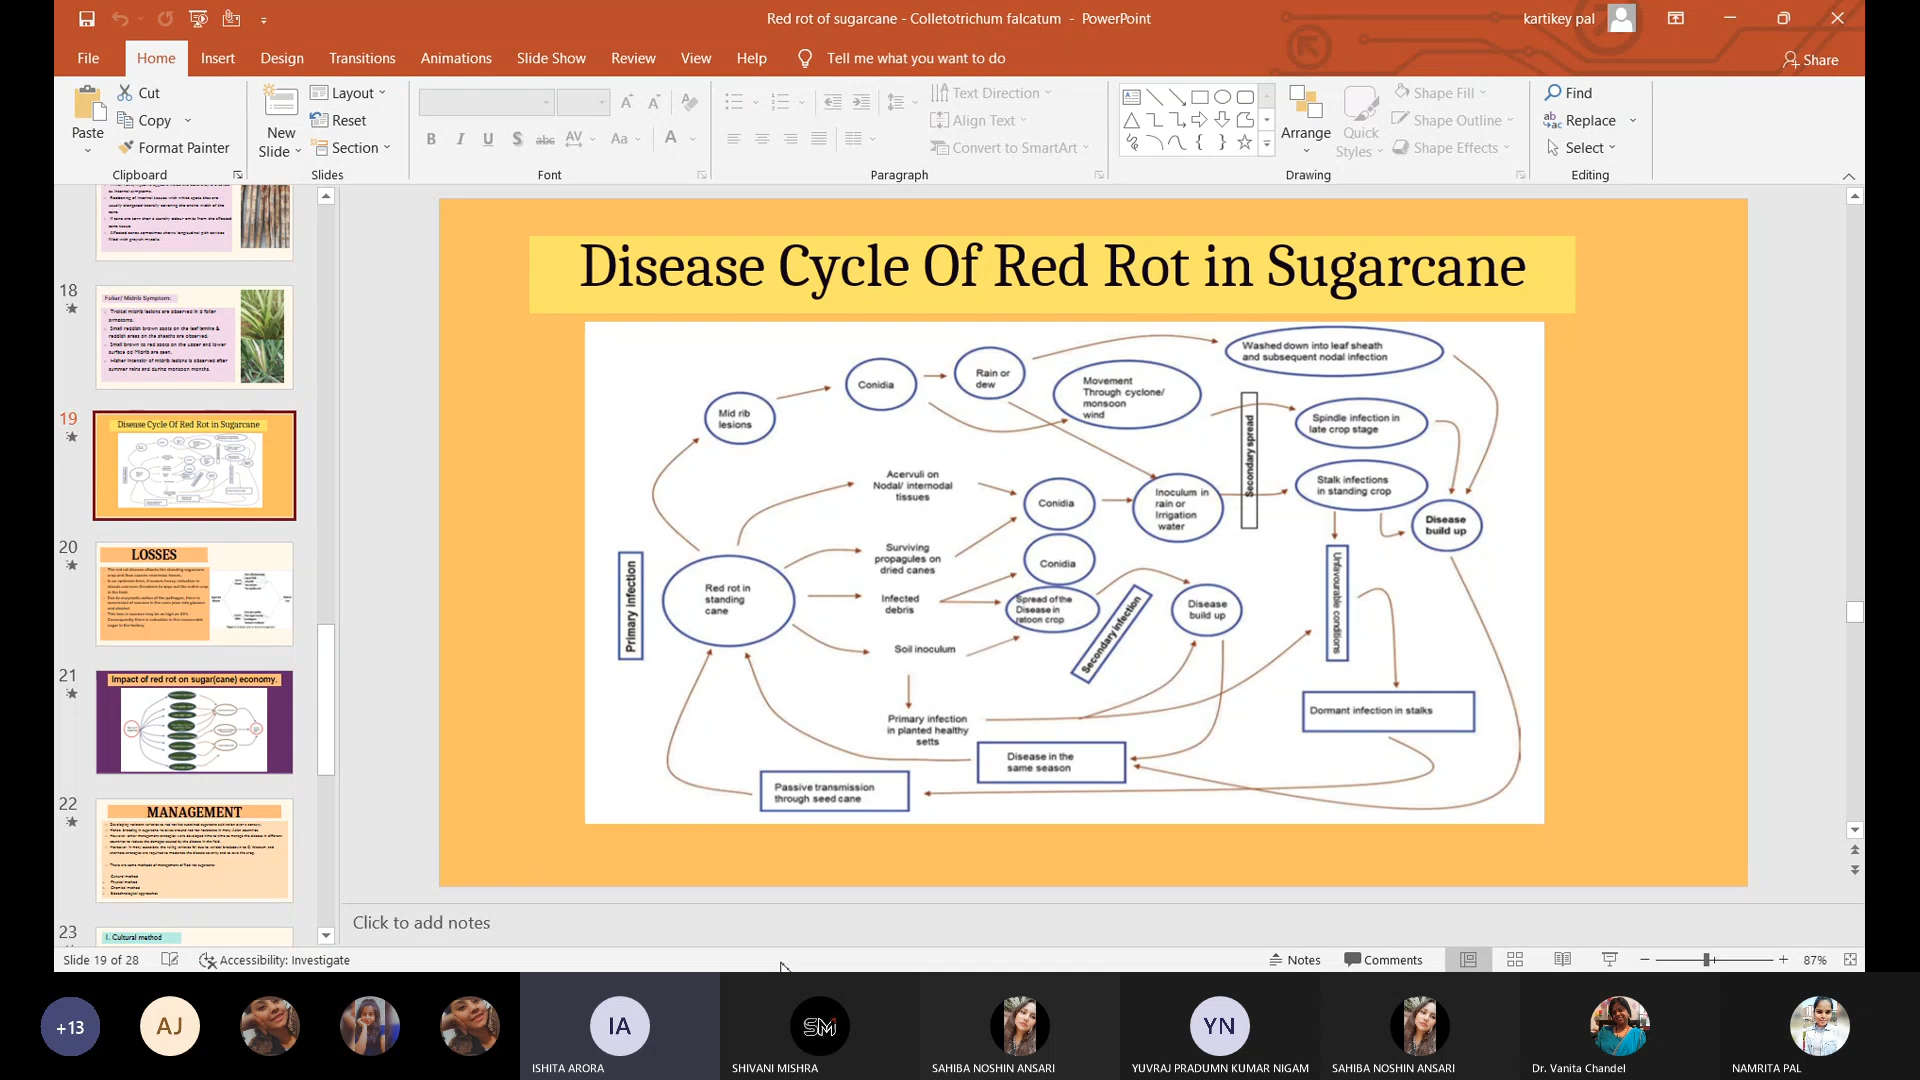 Red rot of sugarcane - Colletotrichum falcatum - PowerPoint
kartikey pal
File
Home
Insert
Design
Transitions
Animations
Slide Show
Review
View
Help
Tell me what you want to do
Share
Paste
Cut
Copy
Format Painter
Clipboard
New
Slide
Layout
Reset
Section
Slides
Font
Text Direction
Align Text
Convert to SmartArt
Paragraph
Arrange
Quick
Styles
Shape Fill
Shape Outline
Shape Effects
Drawing
Find
Replace
Select
Editing
18
Foliar/ Midrib Symptom:
19
Disease Cycle Of Red Rot in Sugarcane
20
LOSSES
21
Impact of red rot on sugar(cane) economy.
22
MANAGEMENT
23
1. Cultural method
Disease Cycle Of Red Rot in Sugarcane
Washed down into leaf sheath
and subsequent nodal infection
Conidia
Rain or
dew
Movement
Through cyclone/
monsoon
wind
Mid rib
lesions
Secondary spread
Spindle infection in
late crop stage
Acervuli on
Nodal/ internodal
tissues
Conidia
Inoculum in
rain or
Irrigation
water
Stalk infections
in standing crop
Disease
build up
Surviving
propagules on
dried canes
Conidia
Primary infection
Red rot in
standing
cane
Infected
debris
Spread of the
Disease in
ratoon crop
Secondary infection
Disease
build up
Unfavourable conditions
Soil inoculum
Primary infection
in planted healthy
setts
Dormant infection in stalks
Disease in the
same season
Passive transmission
through seed cane
Click to add notes
Slide 19 of 28
Accessibility: Investigate
Notes
Comments
87%
+13
AJ
IA
SM
YN
ISHITA ARORA
SHIVANI MISHRA
SAHIBA NOSHIN ANSARI
YUVRAJ PRADUMN KUMAR NIGAM
SAHIBA NOSHIN ANSARI
Dr. Vanita Chandel
NAMRITA PAL